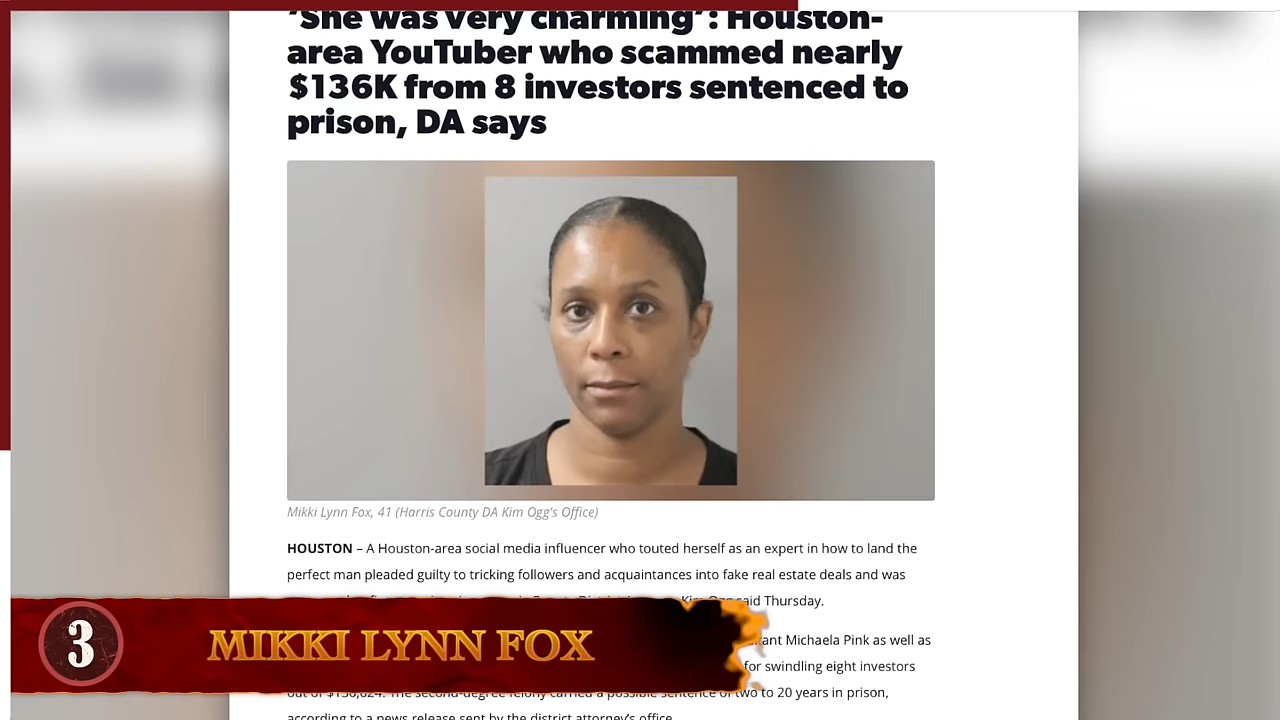 'She was very charming': Houston-
area YouTuber who scammed nearly
$136K from 8 investors sentenced to
prison, DA says
Mikki Lynn Fox, 41 (Harris County DA Kim Ogg's Office)
HOUSTON – A Houston-area social media influencer who touted herself as an expert in how to land the
perfect man pleaded guilty to tricking followers and acquaintances into fake real estate deals and was
said Thursday.
Michaela Pink as well as
for swindling eight investors
The second-degree felony carried a possible sentence of two to 20 years in prison,
according to a news release sent by the district attorney's office.
3
MIKKI LYNN FOX